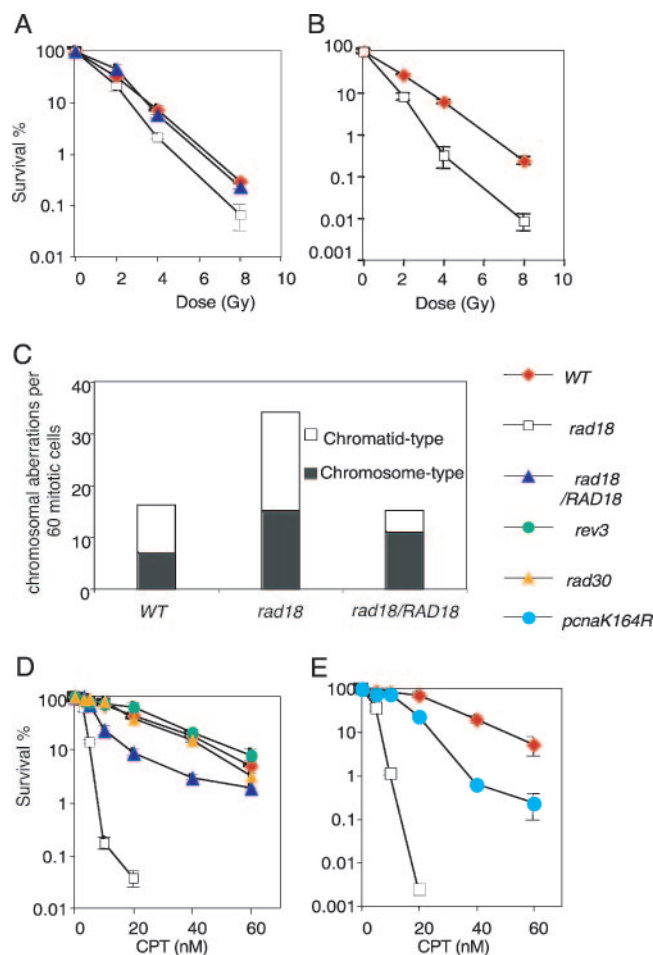 A
100
10
1
0.1
0.01
Survival %
0 2 4 6 8 10
Dose (Gy)
B
100
10
1
0.1
0.01
0.001
0 2 4 6 8 10
Dose (Gy)
C
40
30
20
10
0
chromosomal aberrations per
60 mitotic cells
Chromatid-type
Chromosome-type
WT rad18 rad18/RAD18
WT
rad18
rad18
/RAD18
rev3
rad30
pcnaK164R
D
100
10
1
0.1
0.01
Survival %
0 20 40 60
CPT (nM)
E
100
10
1
0.1
0.01
0.001
0 20 40 60
CPT (nM)